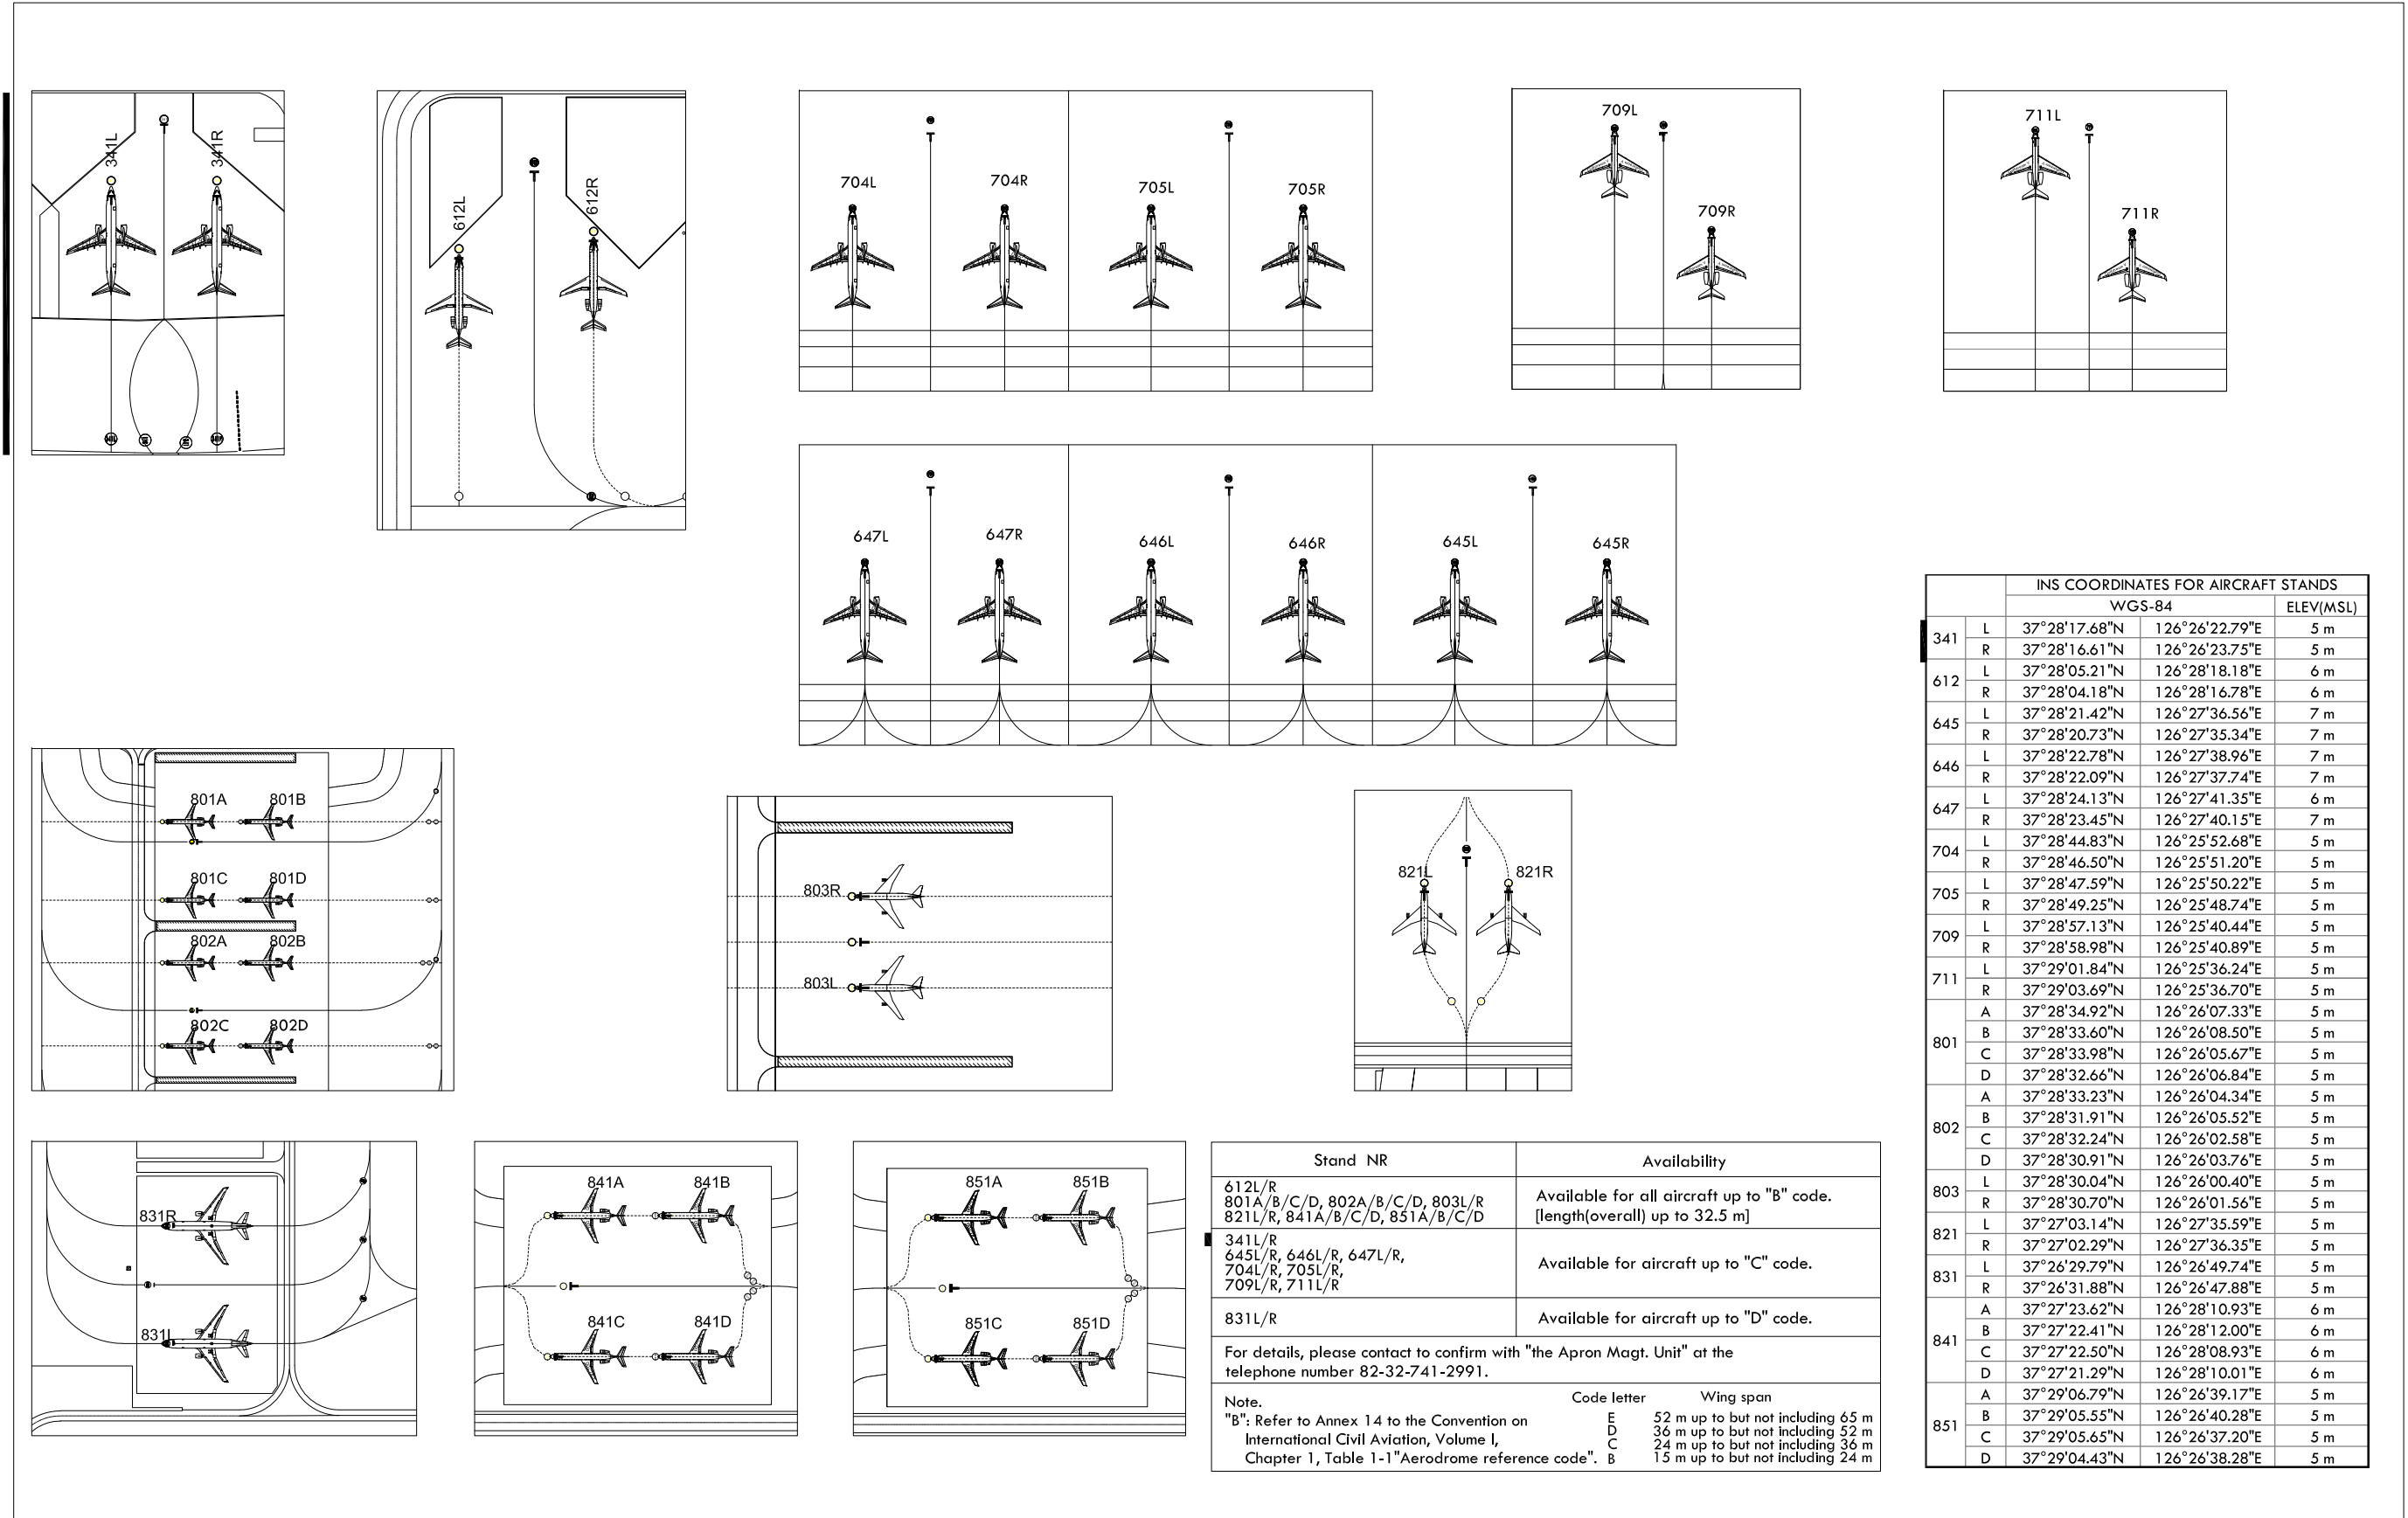 341L
341R
612L
612R
704L
704R
705L
705R
709L
709R
711L
711R
647L
647R
646L
646R
645L
645R
801A
801B
801C
801D
802A
802B
802C
802D
803R
803L
821L
821R
831R
831L
841A
841B
841C
841D
851A
851B
851C
851D
Stand NR Availability
612L/R
801A/B/C/D, 802A/B/C/D, 803L/R
821L/R, 841A/B/C/D, 851A/B/C/D
Available for all aircraft up to "B" code.
[length(overall) up to 32.5 m]
341L/R
645L/R, 646L/R, 647L/R,
704L/R, 705L/R,
709L/R, 711L/R
Available for aircraft up to "C" code.
831L/R Available for aircraft up to "D" code.
For details, please contact to confirm with "the Apron Magt. Unit" at the
telephone number 82-32-741-2991.
Note.
"B": Refer to Annex 14 to the Convention on
International Civil Aviation, Volume I,
Chapter 1, Table 1-1"Aerodrome reference code".
Code letter Wing span
E 52 m up to but not including 65 m
D 36 m up to but not including 52 m
C 24 m up to but not including 36 m
B 15 m up to but not including 24 m
INS COORDINATES FOR AIRCRAFT STANDS
WGS-84 ELEV(MSL)
341 L 37°28'17.68"N 126°26'22.79"E 5 m
R 37°28'16.61"N 126°26'23.75"E 5 m
612 L 37°28'05.21"N 126°28'18.18"E 6 m
R 37°28'04.18"N 126°28'16.78"E 6 m
645 L 37°28'21.42"N 126°27'36.56"E 7 m
R 37°28'20.73"N 126°27'35.34"E 7 m
646 L 37°28'22.78"N 126°27'38.96"E 7 m
R 37°28'22.09"N 126°27'37.74"E 7 m
647 L 37°28'24.13"N 126°27'41.35"E 6 m
R 37°28'23.45"N 126°27'40.15"E 7 m
704 L 37°28'44.83"N 126°25'52.68"E 5 m
R 37°28'46.50"N 126°25'51.20"E 5 m
705 L 37°28'47.59"N 126°25'50.22"E 5 m
R 37°28'49.25"N 126°25'48.74"E 5 m
709 L 37°28'57.13"N 126°25'40.44"E 5 m
R 37°28'58.98"N 126°25'40.89"E 5 m
711 L 37°29'01.84"N 126°25'36.24"E 5 m
R 37°29'03.69"N 126°25'36.70"E 5 m
801 A 37°28'34.92"N 126°26'07.33"E 5 m
B 37°28'33.60"N 126°26'08.50"E 5 m
C 37°28'33.98"N 126°26'05.67"E 5 m
D 37°28'32.66"N 126°26'06.84"E 5 m
802 A 37°28'33.23"N 126°26'04.34"E 5 m
B 37°28'31.91"N 126°26'05.52"E 5 m
C 37°28'32.24"N 126°26'02.58"E 5 m
D 37°28'30.91"N 126°26'03.76"E 5 m
803 L 37°28'30.04"N 126°26'00.40"E 5 m
R 37°28'30.70"N 126°26'01.56"E 5 m
821 L 37°27'03.14"N 126°27'35.59"E 5 m
R 37°27'02.29"N 126°27'36.35"E 5 m
831 L 37°26'29.79"N 126°26'49.74"E 5 m
R 37°26'31.88"N 126°26'47.88"E 5 m
841 A 37°27'23.62"N 126°28'10.93"E 6 m
B 37°27'22.41"N 126°28'12.00"E 6 m
C 37°27'22.50"N 126°28'08.93"E 6 m
D 37°27'21.29"N 126°28'10.01"E 6 m
851 A 37°29'06.79"N 126°26'39.17"E 5 m
B 37°29'05.55"N 126°26'40.28"E 5 m
C 37°29'05.65"N 126°26'37.20"E 5 m
D 37°29'04.43"N 126°26'38.28"E 5 m